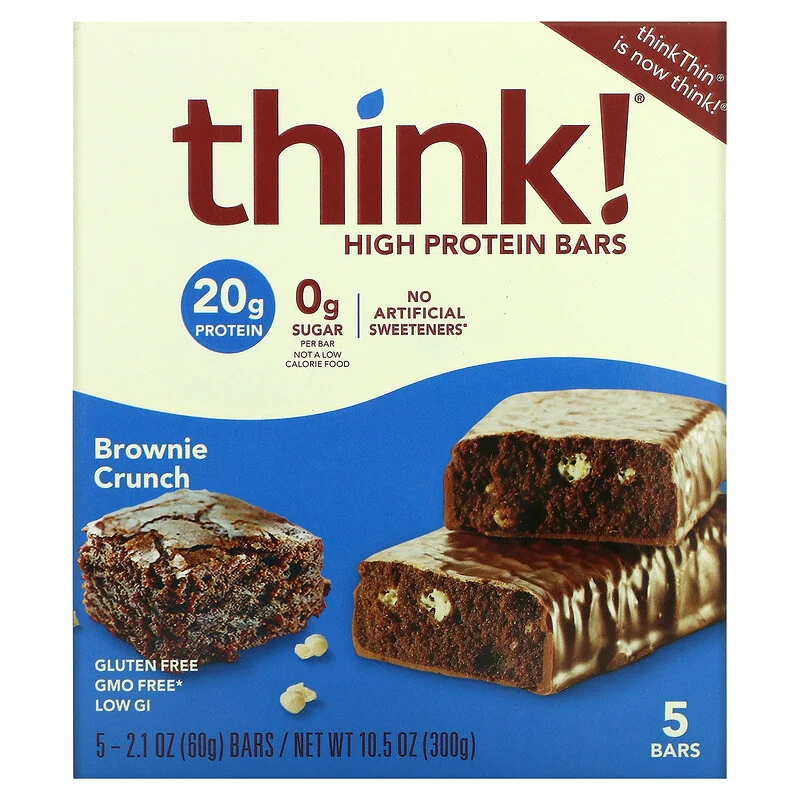 thinkThin®
is now think!®
think!®
HIGH PROTEIN BARS
20g
PROTEIN
0g
SUGAR
PER BAR
NOT A LOW
CALORIE FOOD
NO
ARTIFICIAL
SWEETENERS*
Brownie
Crunch
GLUTEN FREE
GMO FREE*
LOW GI
5 BARS
5 – 2.1 OZ (60g) BARS / NET WT 10.5 OZ (300g)